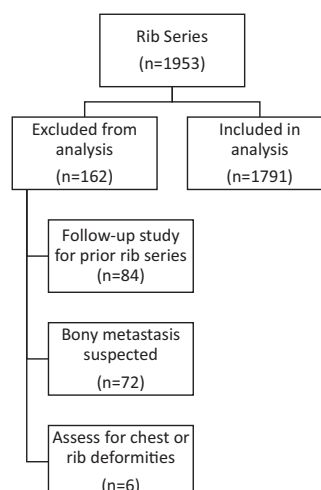 Rib Series
(n=1953)
Excluded from
analysis
(n=162)
Included in
analysis
(n=1791)
Follow-up study
for prior rib series
(n=84)
Bony metastasis
suspected
(n=72)
Assess for chest or
rib deformities
(n=6)